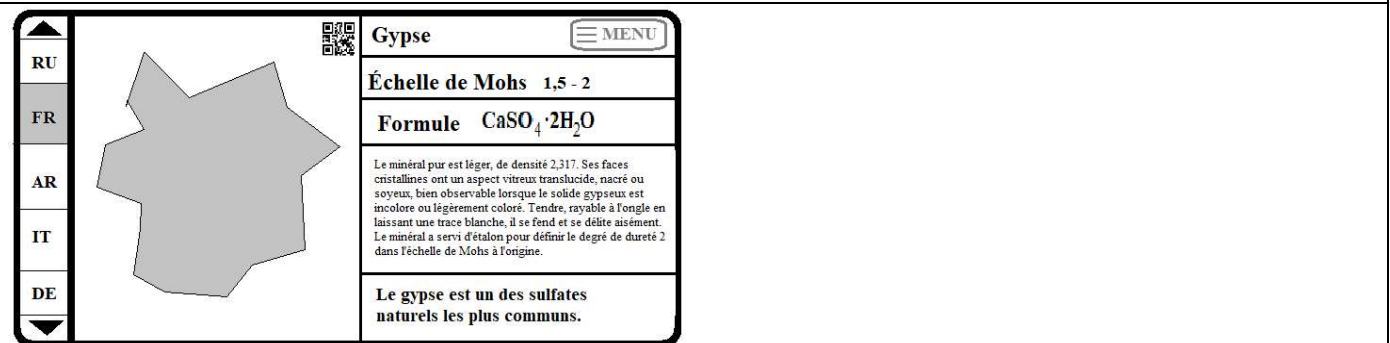 RU
FR
AR
IT
DE
Gypse
MENU
Échelle de Mohs 1,5 - 2
Formule CaSO₄·2H₂O
Le minéral pur est léger, de densité 2,317. Ses faces
cristallines ont un aspect vitreux translucide, nacré ou
soyeux, bien observable lorsque le solide gypseux est
incolore ou légèrement coloré. Tendre, rayable à l'ongle en
laissant une trace blanche, il se fend et se délite aisément.
Le minéral a servi d'étalon pour définir le degré de dureté 2
dans l'échelle de Mohs à l'origine.
Le gypse est un des sulfates
naturels les plus communs.